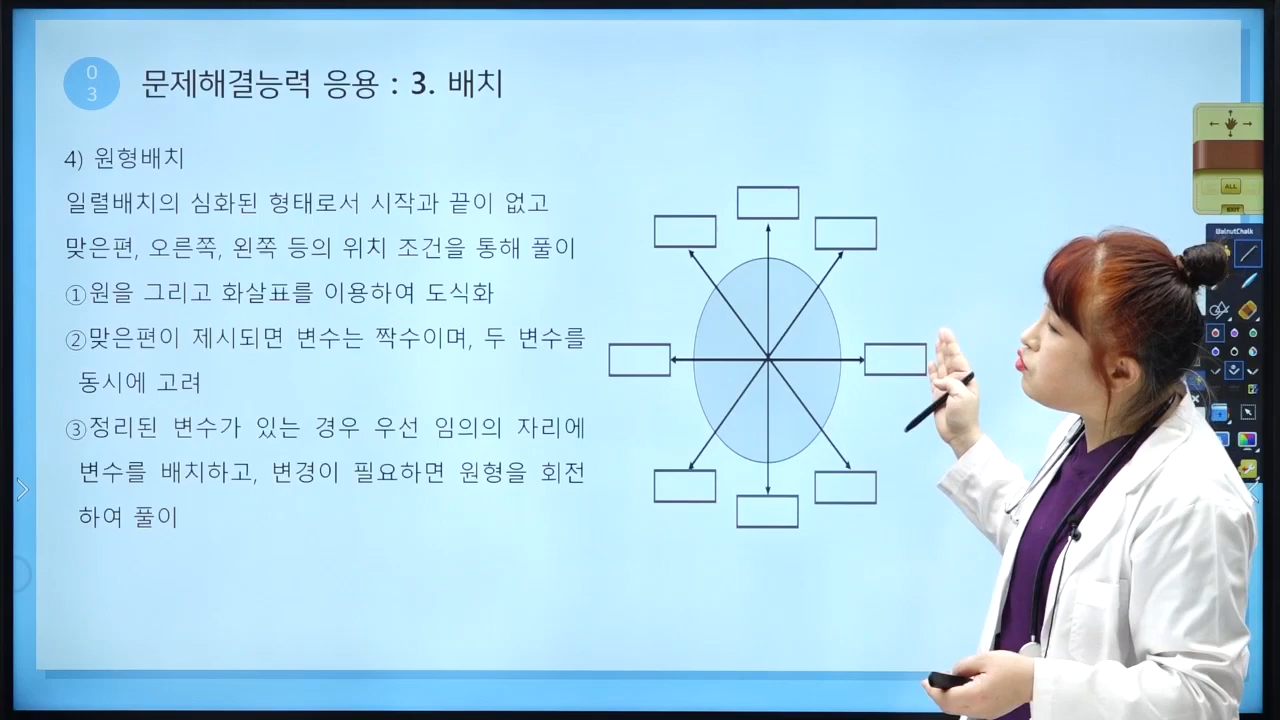 03
문제해결능력 응용 : 3. 배치
4) 원형배치
일렬배치의 심화된 형태로서 시작과 끝이 없고
맞은편, 오른쪽, 왼쪽 등의 위치 조건을 통해 풀이
①원을 그리고 화살표를 이용하여 도식화
②맞은편이 제시되면 변수는 짝수이며, 두 변수를
동시에 고려
③정리된 변수가 있는 경우 우선 임의의 자리에
변수를 배치하고, 변경이 필요하면 원형을 회전
하여 풀이
ALL
EXIT
WalnutChalk